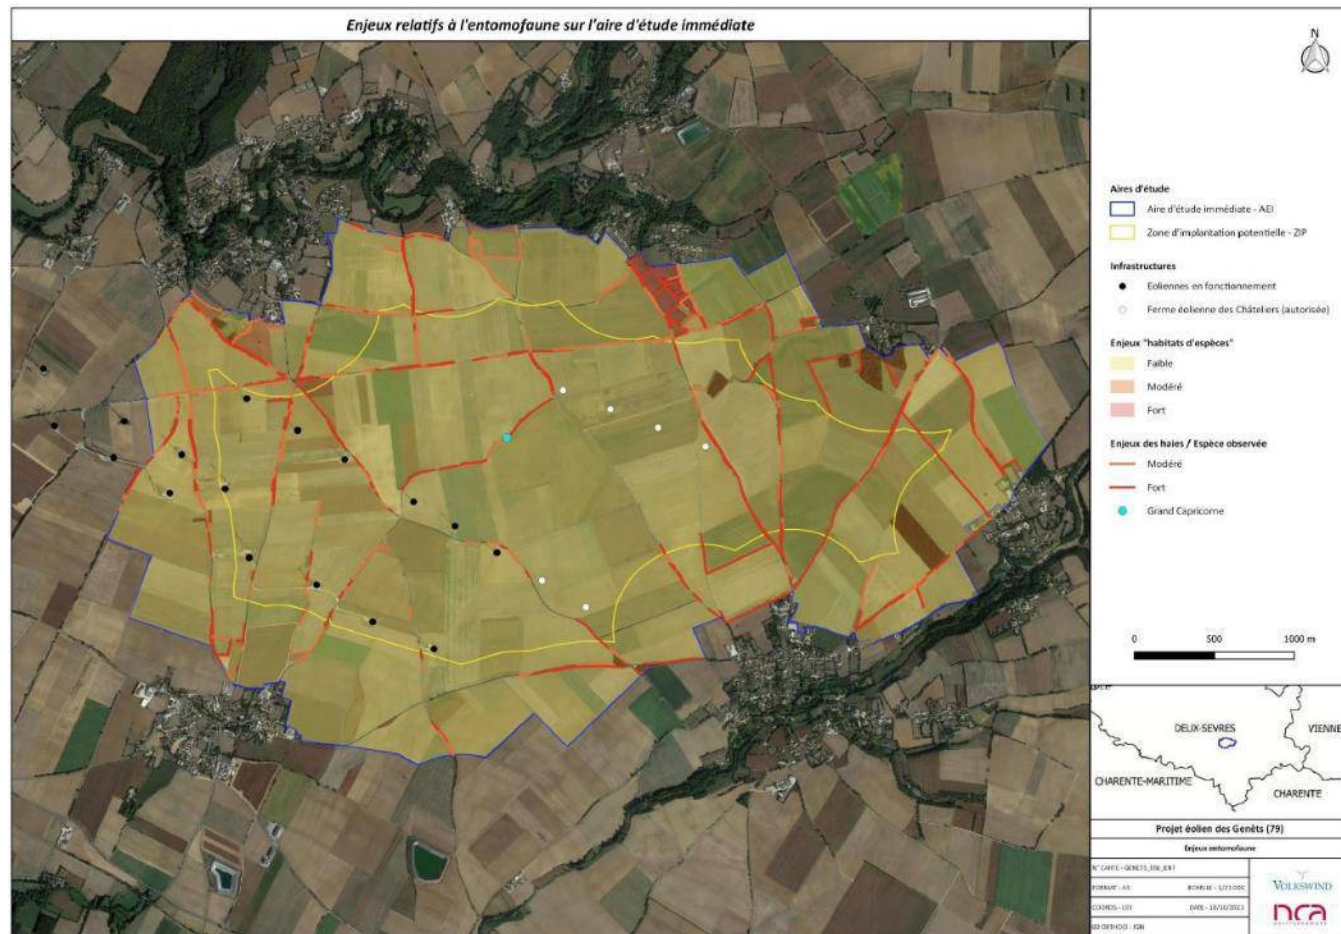 Enjeux relatifs à l'entomofaune sur l'aire d'étude immédiate
N
Aires d'étude
Aire d'étude immédiate - AEI
Zone d'implantation potentielle - ZIP
Infrastructures
Eoliennes en fonctionnement
Ferme éolienne des Châteliers (autorisée)
Enjeux "habitats d'espèces"
Faible
Modéré
Fort
Enjeux des haies / Espèce observée
Modéré
Fort
Grand Capricorne
0 500 1000 m
DEUX-SEVRES
VIENNE
CHARENTE-MARITIME
CHARENTE
Projet éolien des Genêts (79)
Enjeux entomofaune
FORMAT : A3
VOLKSWIND
nca